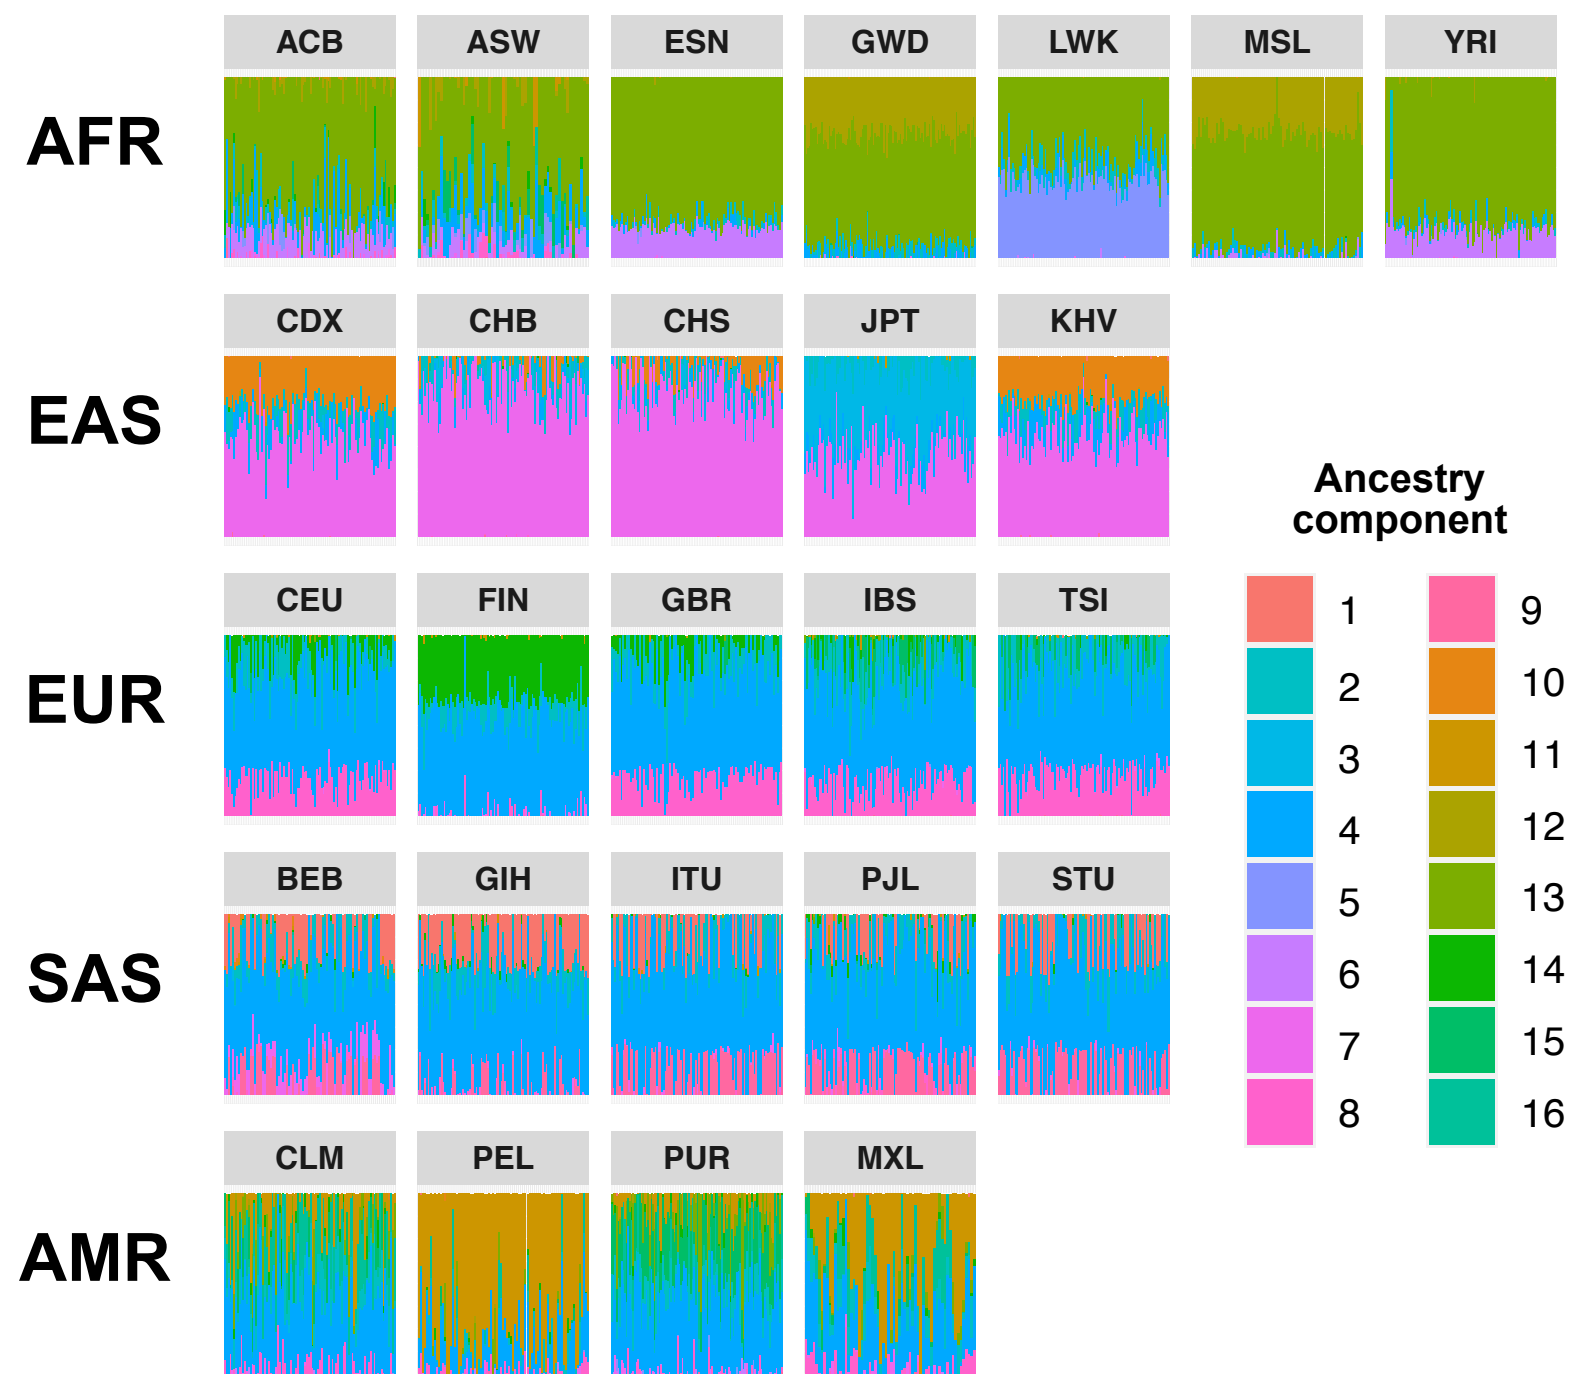 ACB ASW ESN GWD LWK MSL YRI
AFR
CDX CHB CHS JPT KHV
EAS
Ancestry
component
CEU FIN GBR IBS TSI
EUR
1 9
2 10
3 11
4 12
5 13
6 14
7 15
8 16
BEB GIH ITU PJL STU
SAS
CLM PEL PUR MXL
AMR